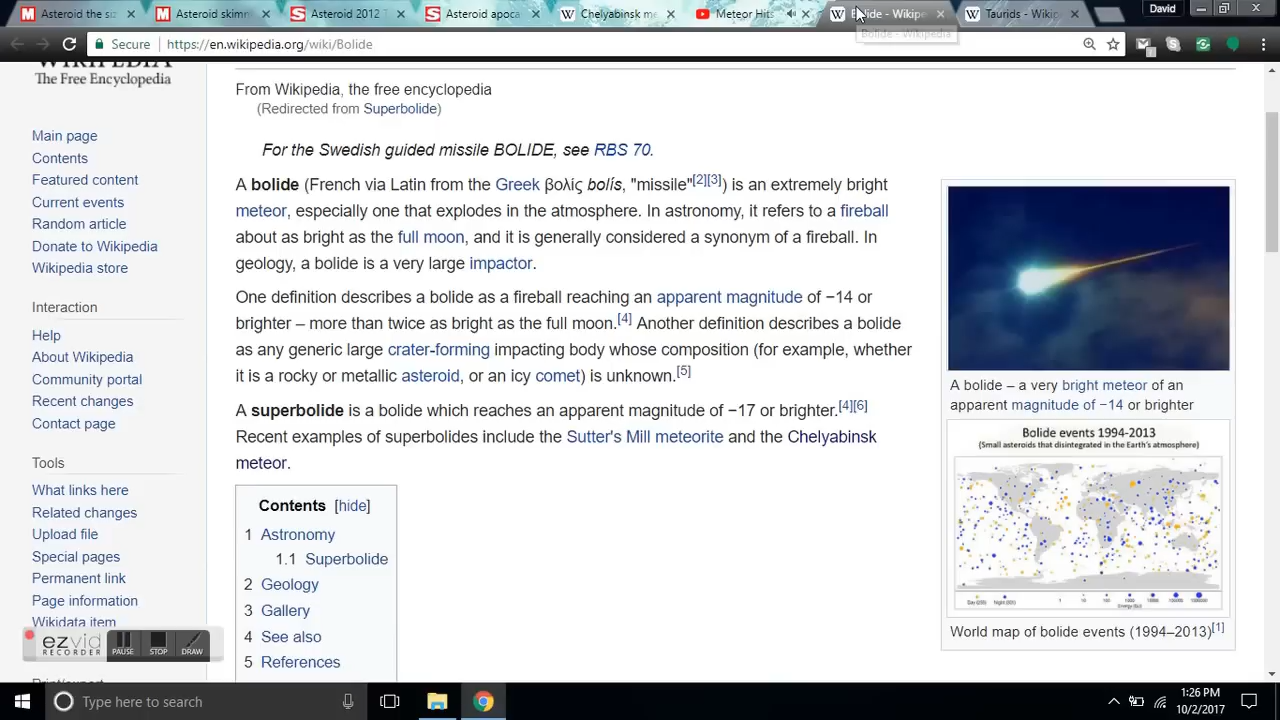 Asteroid the si
Asteroid skimn
Asteroid 2012 T
Asteroid apoca
Chelyabinsk me
Meteor Hits
Bolide - Wikipe
Taurids - Wikip
David
Secure
https://en.wikipedia.org/wiki/Bolide
Bolide - Wikipedia
WIKIPEDIA
The Free Encyclopedia
Main page
Contents
Featured content
Current events
Random article
Donate to Wikipedia
Wikipedia store
Interaction
Help
About Wikipedia
Community portal
Recent changes
Contact page
Tools
What links here
Related changes
Upload file
Special pages
Permanent link
Page information
Wikidata item
Print/export
From Wikipedia, the free encyclopedia
(Redirected from Superbolide)
For the Swedish guided missile BOLIDE, see RBS 70.
A bolide (French via Latin from the Greek βολίς bolís, "missile"[2][3]) is an extremely bright
meteor, especially one that explodes in the atmosphere. In astronomy, it refers to a fireball
about as bright as the full moon, and it is generally considered a synonym of a fireball. In
geology, a bolide is a very large impactor.
One definition describes a bolide as a fireball reaching an apparent magnitude of −14 or
brighter – more than twice as bright as the full moon.[4] Another definition describes a bolide
as any generic large crater-forming impacting body whose composition (for example, whether
it is a rocky or metallic asteroid, or an icy comet) is unknown.[5]
A superbolide is a bolide which reaches an apparent magnitude of −17 or brighter.[4][6]
Recent examples of superbolides include the Sutter's Mill meteorite and the Chelyabinsk
meteor.
Contents [hide]
1 Astronomy
1.1 Superbolide
2 Geology
3 Gallery
4 See also
5 References
A bolide – a very bright meteor of an
apparent magnitude of −14 or brighter
Bolide events 1994-2013
(Small asteroids that disintegrated in the Earth's atmosphere)
World map of bolide events (1994–2013)[1]
ezvid
RECORDER
PAUSE
STOP
DRAW
Type here to search
1:26 PM
10/2/2017